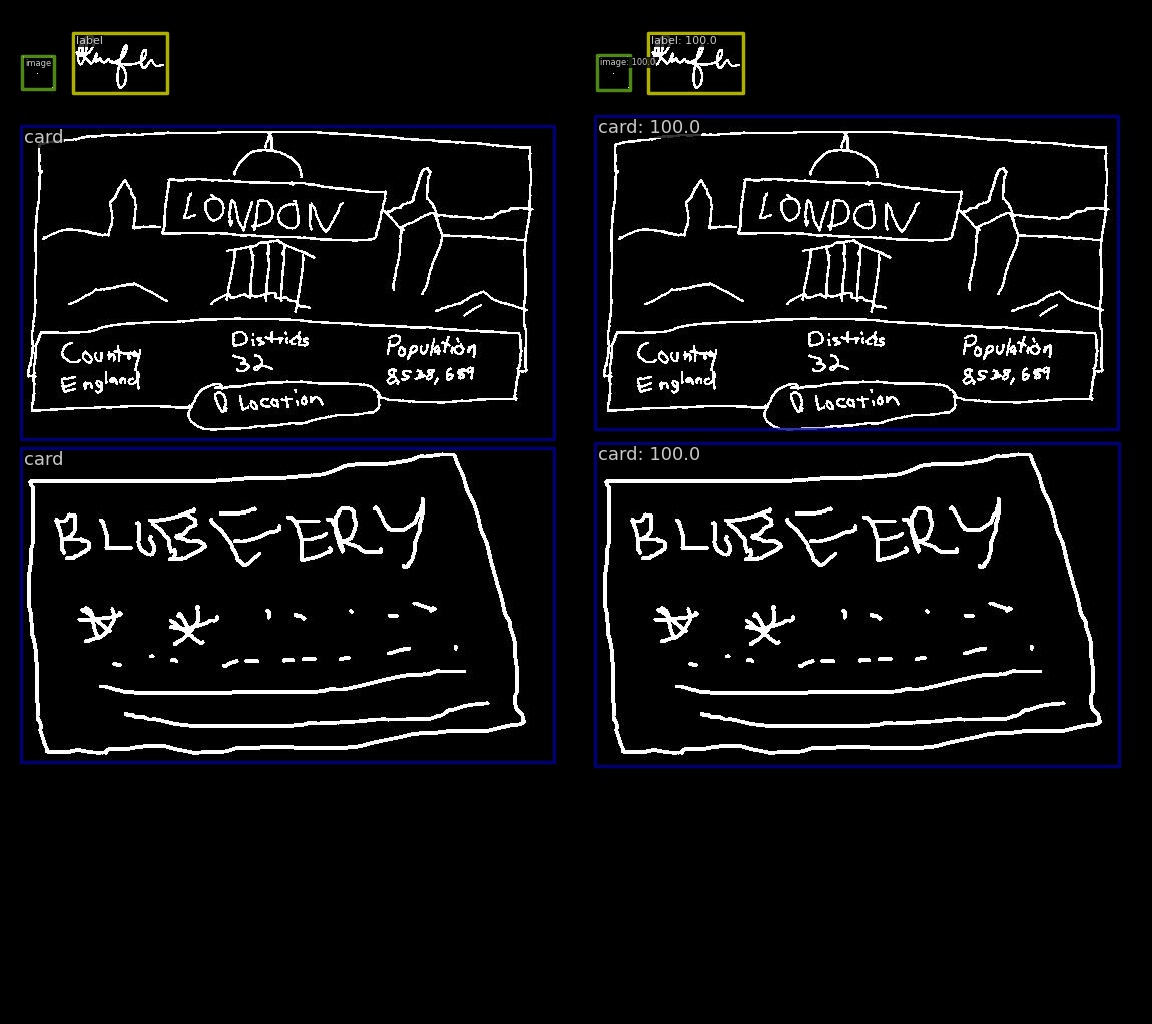 label
image
card
LONDON
Country
England
Districts
32
Population
8,528,689
Location
card
BLUBEERY
label: 100.0
image: 100.0
card: 100.0
LONDON
Country
England
Districts
32
Population
8,528,689
Location
card: 100.0
BLUBEERY